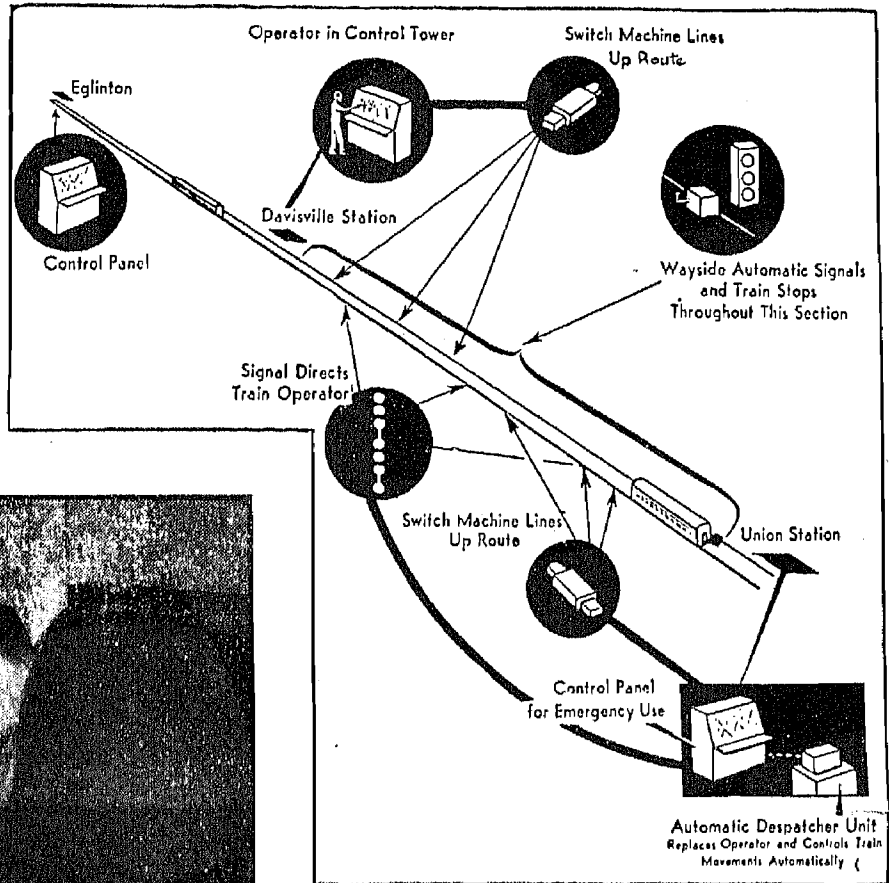 Operator in Control Tower
Switch Machine Lines
Up Route
Eglinton
Control Panel
Davisville Station
Wayside Automatic Signals
and Train Stops
Throughout This Section
Signal Directs
Train Operator
Switch Machine Lines
Up Route
Union Station
Control Panel
for Emergency Use
Automatic Despatcher Unit
Replaces Operator and Controls Train
Movements Automatically